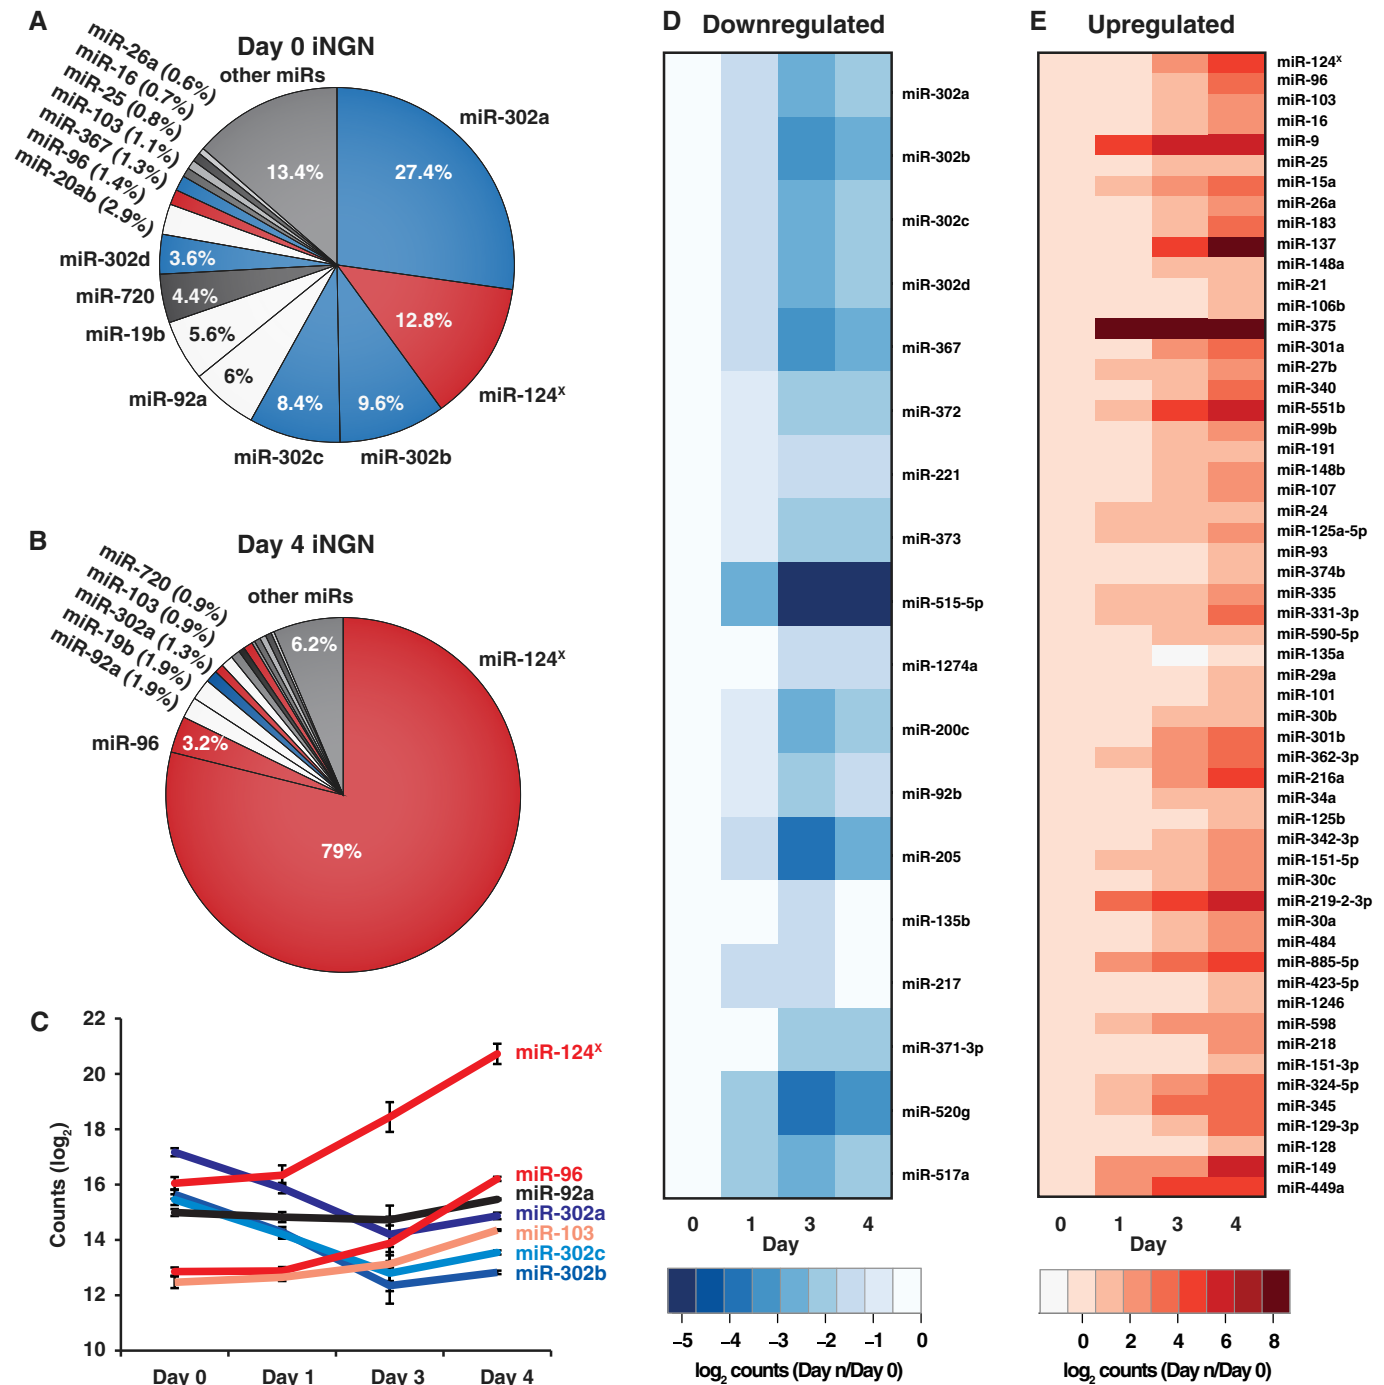 A
Day 0 iNGN
miR-26a (0.6%)
miR-16 (0.7%)
miR-25 (0.8%)
miR-103 (1.1%)
miR-367 (1.3%)
miR-96 (1.4%)
miR-20ab (2.9%)
other miRs
miR-302a
13.4%
27.4%
miR-302d
3.6%
miR-720
4.4%
12.8%
miR-19b
5.6%
6%
miR-92a
8.4%
9.6%
miR-124ˣ
miR-302c
miR-302b
B
Day 4 iNGN
miR-720 (0.9%)
miR-103 (0.9%)
miR-302a (1.3%)
miR-19b (1.9%)
miR-92a (1.9%)
other miRs
6.2%
miR-124ˣ
miR-96
3.2%
79%
C
Counts (log₂)
22
20
18
16
14
12
10
miR-124ˣ
miR-96
miR-92a
miR-302a
miR-103
miR-302c
miR-302b
Day 0 Day 1 Day 3 Day 4
D
Downregulated
miR-302a
miR-302b
miR-302c
miR-302d
miR-367
miR-372
miR-221
miR-373
miR-515-5p
miR-1274a
miR-200c
miR-92b
miR-205
miR-135b
miR-217
miR-371-3p
miR-520g
miR-517a
0 1 3 4
Day
−5 −4 −3 −2 −1 0
log₂ counts (Day n/Day 0)
E
Upregulated
miR-124ˣ
miR-96
miR-103
miR-16
miR-9
miR-25
miR-15a
miR-26a
miR-183
miR-137
miR-148a
miR-21
miR-106b
miR-375
miR-301a
miR-27b
miR-340
miR-551b
miR-99b
miR-191
miR-148b
miR-107
miR-24
miR-125a-5p
miR-93
miR-374b
miR-335
miR-331-3p
miR-590-5p
miR-135a
miR-29a
miR-101
miR-30b
miR-301b
miR-362-3p
miR-216a
miR-34a
miR-125b
miR-342-3p
miR-151-5p
miR-30c
miR-219-2-3p
miR-30a
miR-484
miR-885-5p
miR-423-5p
miR-1246
miR-598
miR-218
miR-151-3p
miR-324-5p
miR-345
miR-129-3p
miR-128
miR-149
miR-449a
0 1 3 4
Day
0 2 4 6 8
log₂ counts (Day n/Day 0)